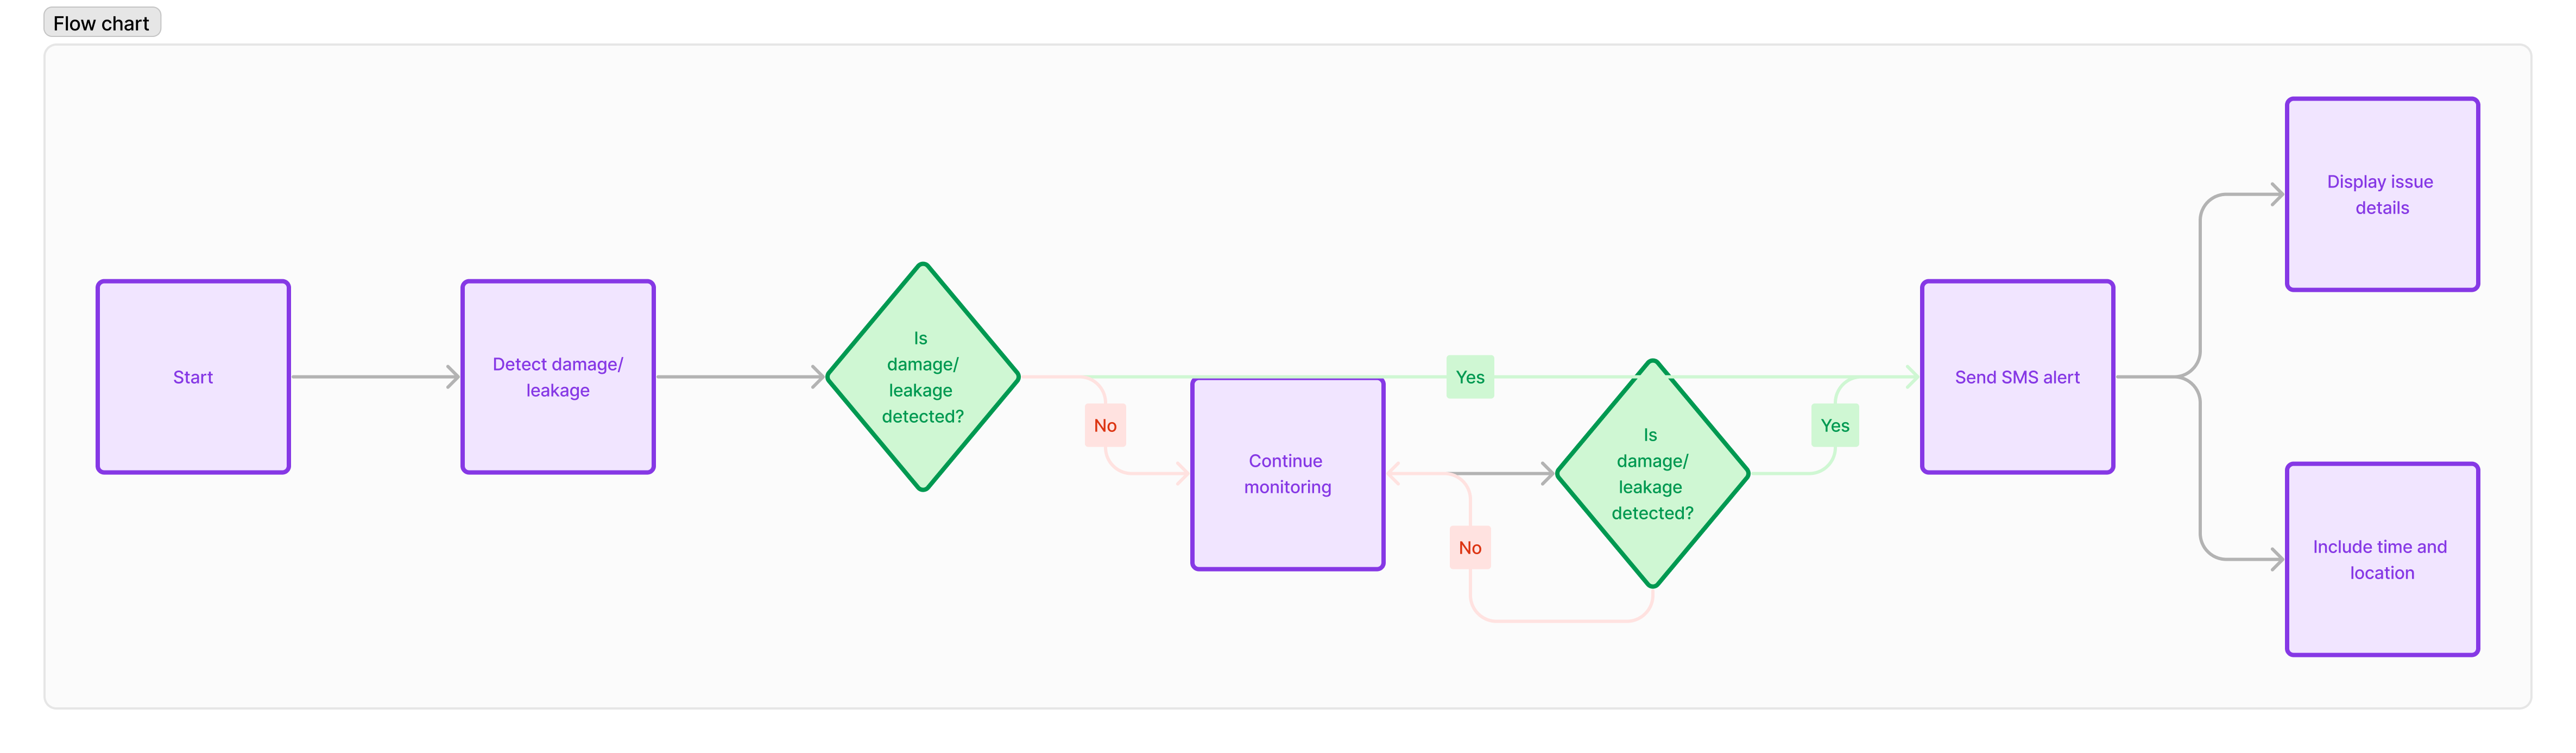 Flow chart
Start
Detect damage/
leakage
Is
damage/
leakage
detected?
No
Continue
monitoring
Yes
No
Is
damage/
leakage
detected?
Yes
Send SMS alert
Display issue
details
Include time and
location